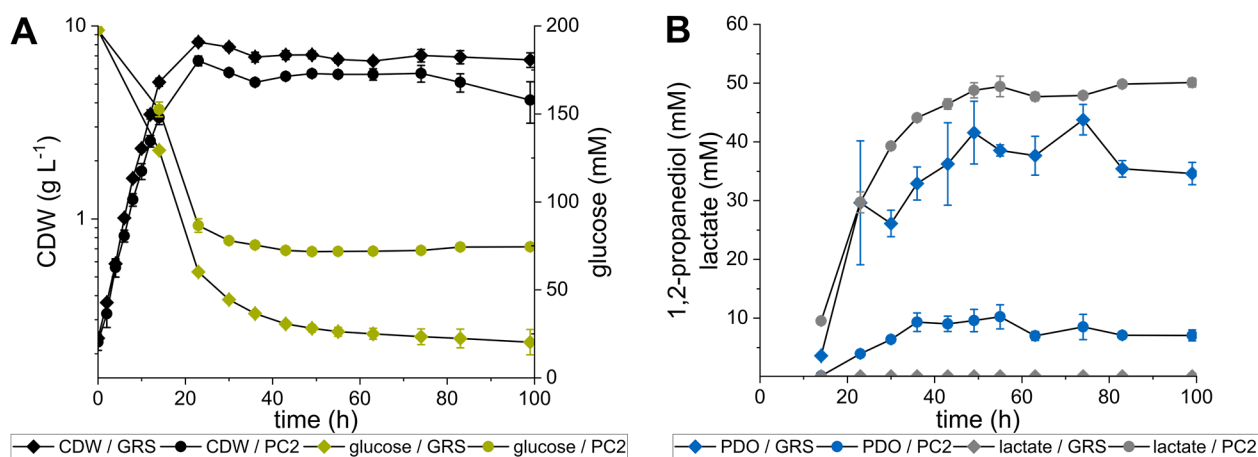 A
CDW (g L⁻¹)
10
1
200
150
100
50
0
glucose (mM)
0 20 40 60 80 100
time (h)
CDW / GRS CDW / PC2 glucose / GRS glucose / PC2
B
1,2-propanediol (mM)
lactate (mM)
60
50
40
30
20
10
0 20 40 60 80 100
time (h)
PDO / GRS PDO / PC2 lactate / GRS lactate / PC2